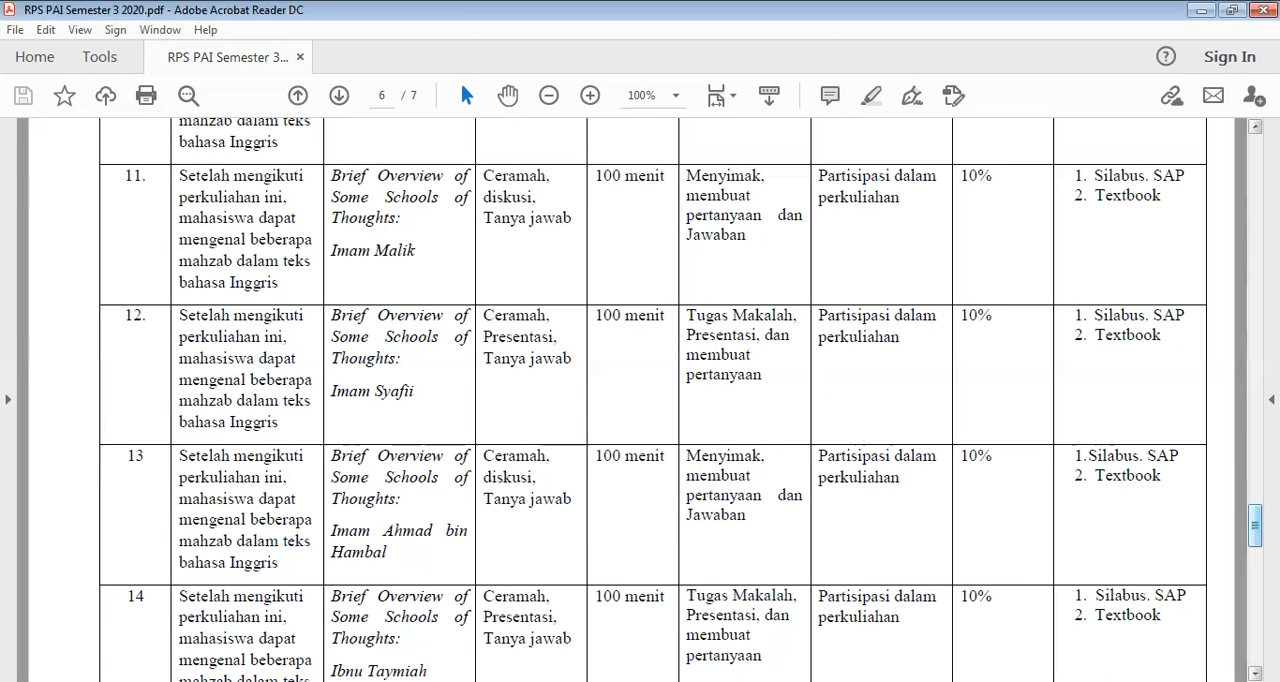 RPS PAI Semester 3 2020.pdf - Adobe Acrobat Reader DC
File Edit View Sign Window Help
Home Tools RPS PAI Semester 3... × Sign In
6 / 7 100%
mahzab dalam teks
bahasa Inggris
11.
Setelah mengikuti
perkuliahan ini,
mahasiswa dapat
mengenal beberapa
mahzab dalam teks
bahasa Inggris
Brief Overview of
Some Schools of
Thoughts:
Imam Malik
Ceramah,
diskusi,
Tanya jawab
100 menit
Menyimak,
membuat
pertanyaan dan
Jawaban
Partisipasi dalam
perkuliahan
10%
1. Silabus. SAP
2. Textbook
12.
Setelah mengikuti
perkuliahan ini,
mahasiswa dapat
mengenal beberapa
mahzab dalam teks
bahasa Inggris
Brief Overview of
Some Schools of
Thoughts:
Imam Syafii
Ceramah,
Presentasi,
Tanya jawab
100 menit
Tugas Makalah,
Presentasi, dan
membuat
pertanyaan
Partisipasi dalam
perkuliahan
10%
1. Silabus. SAP
2. Textbook
13
Setelah mengikuti
perkuliahan ini,
mahasiswa dapat
mengenal beberapa
mahzab dalam teks
bahasa Inggris
Brief Overview of
Some Schools of
Thoughts:
Imam Ahmad bin
Hambal
Ceramah,
diskusi,
Tanya jawab
100 menit
Menyimak,
membuat
pertanyaan dan
Jawaban
Partisipasi dalam
perkuliahan
10%
1.Silabus. SAP
2. Textbook
14
Setelah mengikuti
perkuliahan ini,
mahasiswa dapat
mengenal beberapa
mahzab dalam teks
Brief Overview of
Some Schools of
Thoughts:
Ibnu Taymiah
Ceramah,
Presentasi,
Tanya jawab
100 menit
Tugas Makalah,
Presentasi, dan
membuat
pertanyaan
Partisipasi dalam
perkuliahan
10%
1. Silabus. SAP
2. Textbook